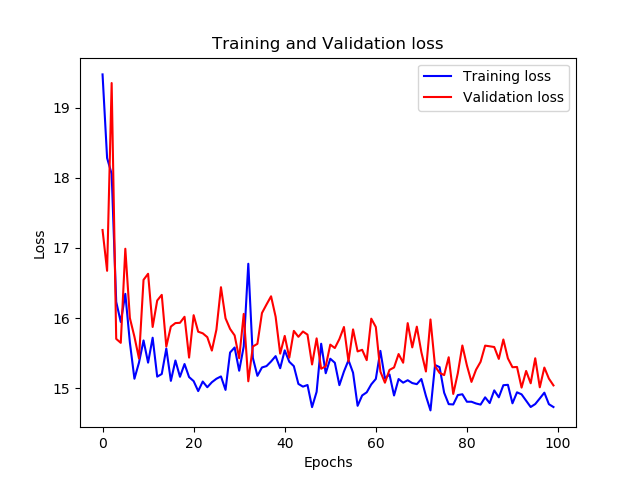 Training and Validation loss
Training loss
Validation loss
19
18
17
16
15
Loss
0
20
40
60
80
100
Epochs